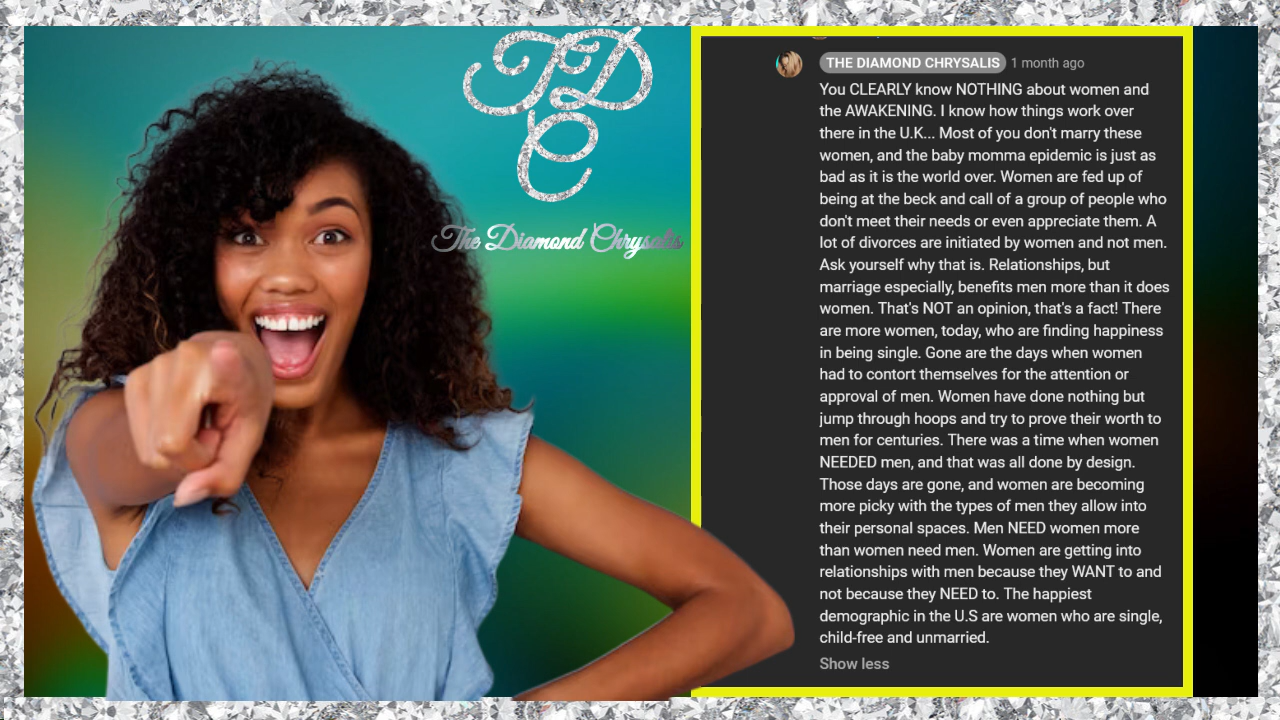 TDC
The Diamond Chrysalis
THE DIAMOND CHRYSALIS 1 month ago
You CLEARLY know NOTHING about women and
the AWAKENING. I know how things work over
there in the U.K... Most of you don't marry these
women, and the baby momma epidemic is just as
bad as it is the world over. Women are fed up of
being at the beck and call of a group of people who
don't meet their needs or even appreciate them. A
lot of divorces are initiated by women and not men.
Ask yourself why that is. Relationships, but
marriage especially, benefits men more than it does
women. That's NOT an opinion, that's a fact! There
are more women, today, who are finding happiness
in being single. Gone are the days when women
had to contort themselves for the attention or
approval of men. Women have done nothing but
jump through hoops and try to prove their worth to
men for centuries. There was a time when women
NEEDED men, and that was all done by design.
Those days are gone, and women are becoming
more picky with the types of men they allow into
their personal spaces. Men NEED women more
than women need men. Women are getting into
relationships with men because they WANT to and
not because they NEED to. The happiest
demographic in the U.S are women who are single,
child-free and unmarried.
Show less